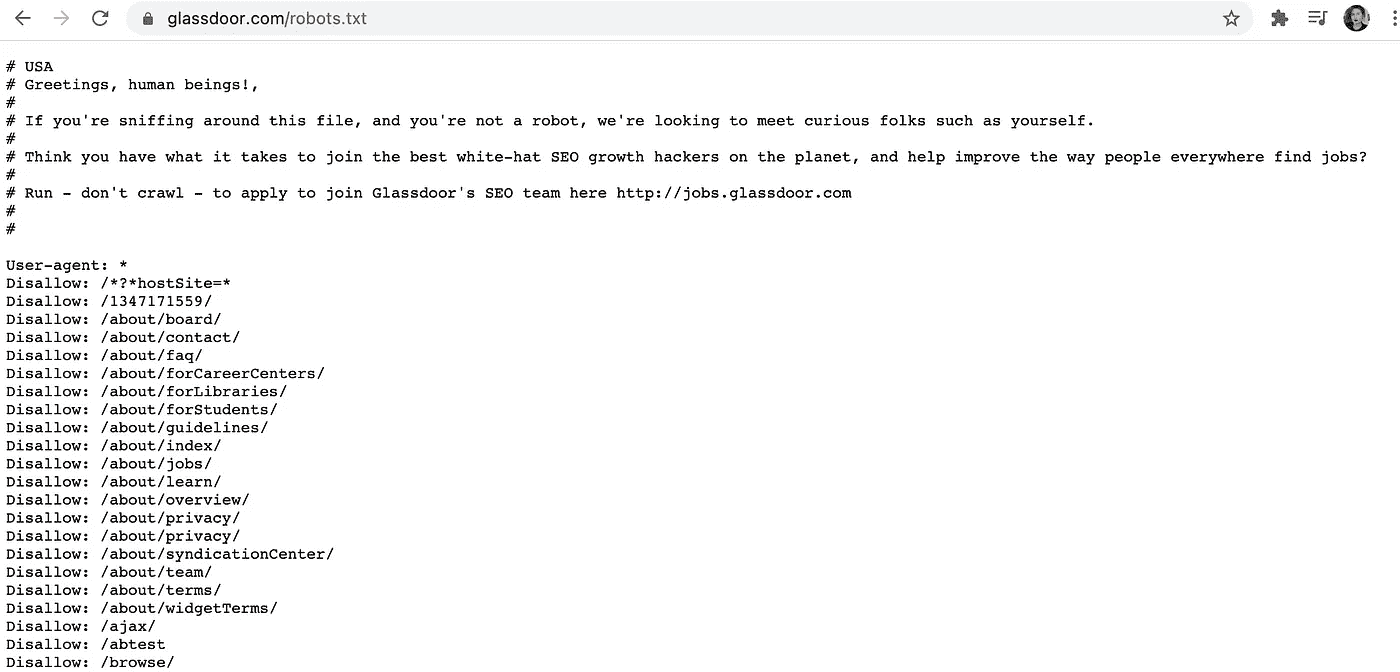 glassdoor.com/robots.txt
# USA
# Greetings, human beings!,
#
# If you're sniffing around this file, and you're not a robot, we're looking to meet curious folks such as yourself.
#
# Think you have what it takes to join the best white-hat SEO growth hackers on the planet, and help improve the way people everywhere find jobs?
#
# Run - don't crawl - to apply to join Glassdoor's SEO team here http://jobs.glassdoor.com
#
#
User-agent: *
Disallow: /*?*hostSite=*
Disallow: /1347171559/
Disallow: /about/board/
Disallow: /about/contact/
Disallow: /about/faq/
Disallow: /about/forCareerCenters/
Disallow: /about/forLibraries/
Disallow: /about/forStudents/
Disallow: /about/guidelines/
Disallow: /about/index/
Disallow: /about/jobs/
Disallow: /about/learn/
Disallow: /about/overview/
Disallow: /about/privacy/
Disallow: /about/privacy/
Disallow: /about/syndicationCenter/
Disallow: /about/team/
Disallow: /about/terms/
Disallow: /about/widgetTerms/
Disallow: /ajax/
Disallow: /abtest
Disallow: /browse/